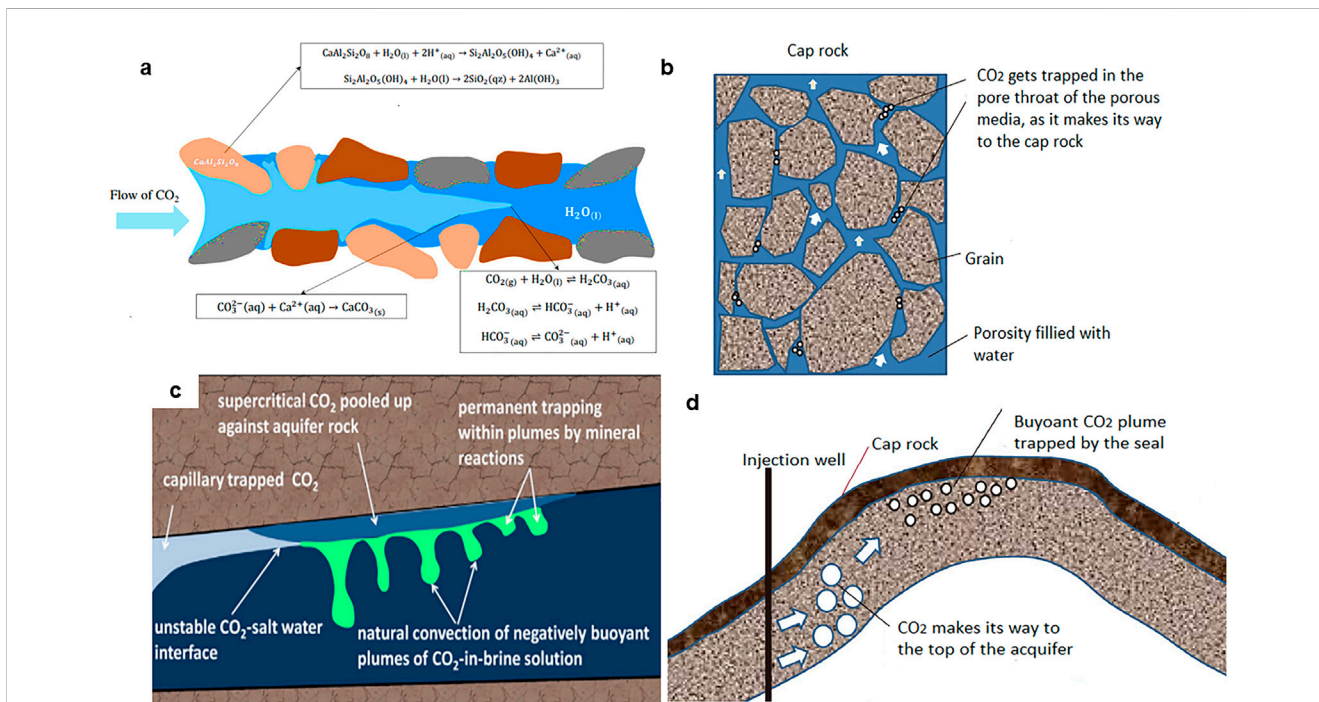 a
CaAl₂Si₂O₈ + H₂O₍ₗ₎ + 2H⁺₍aq₎ → Si₂Al₂O₅(OH)₄ + Ca²⁺₍aq₎
Si₂Al₂O₅(OH)₄ + H₂O(l) → 2SiO₂(qz) + 2Al(OH)₃
CaAl₂Si₂O₈
Flow of CO₂
H₂O₍ₗ₎
CO₃²⁻(aq) + Ca²⁺(aq) → CaCO₃₍s₎
CO₂₍g₎ + H₂O₍ₗ₎ ⇌ H₂CO₃₍aq₎
H₂CO₃₍aq₎ ⇌ HCO₃⁻₍aq₎ + H⁺₍aq₎
HCO₃⁻₍aq₎ ⇌ CO₃²⁻₍aq₎ + H⁺₍aq₎
b
Cap rock
CO2 gets trapped in the
pore throat of the porous
media, as it makes its way
to the cap rock
Grain
Porosity fillied with
water
c
supercritical CO₂ pooled up
against aquifer rock
permanent trapping
within plumes by mineral
reactions
capillary trapped CO₂
unstable CO₂-salt water
interface
natural convection of negatively buoyant
plumes of CO₂-in-brine solution
d
Buoyant CO2 plume
trapped by the seal
Cap rock
Injection well
CO2 makes its way to
the top of the acquifer